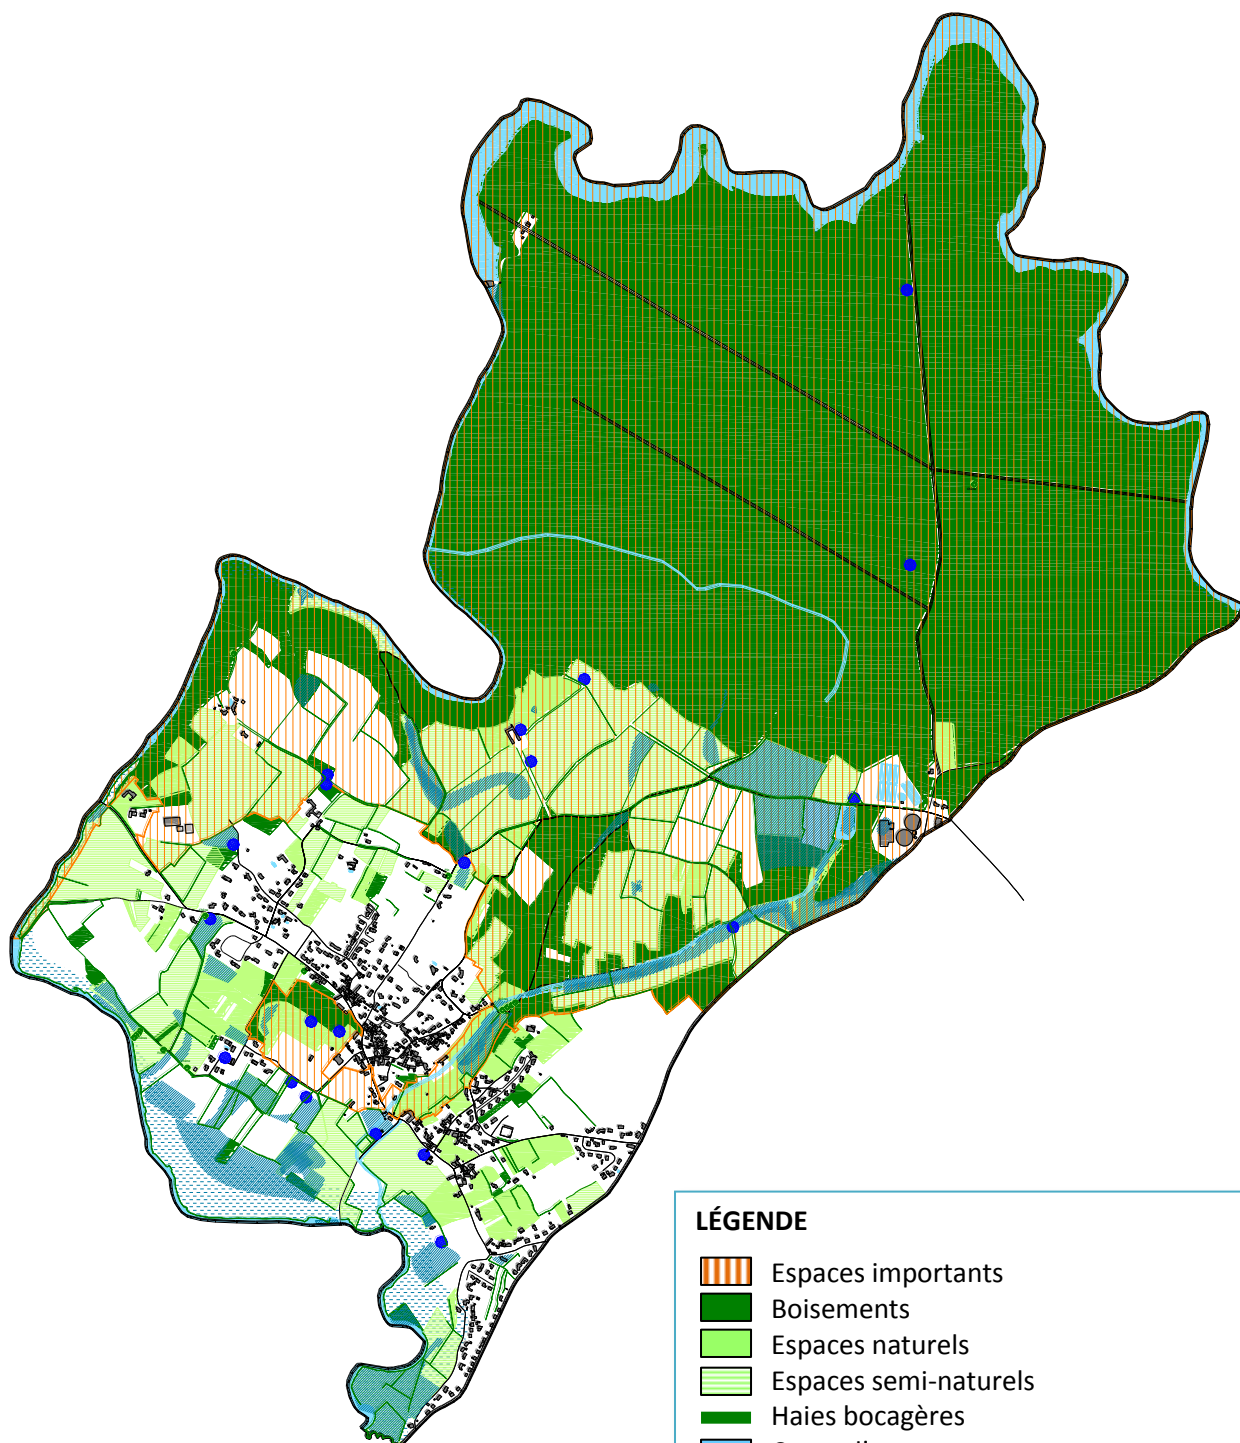 LÉGENDE
Espaces importants
Boisements
Espaces naturels
Espaces semi-naturels
Haies bocagères